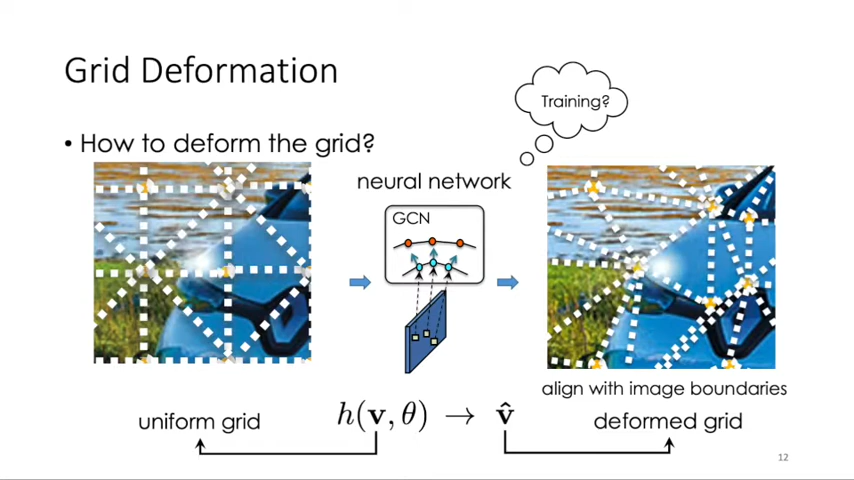 Grid Deformation
Training?
• How to deform the grid?
neural network
GCN
align with image boundaries
uniform grid
h(v, θ) → v̂
deformed grid
12